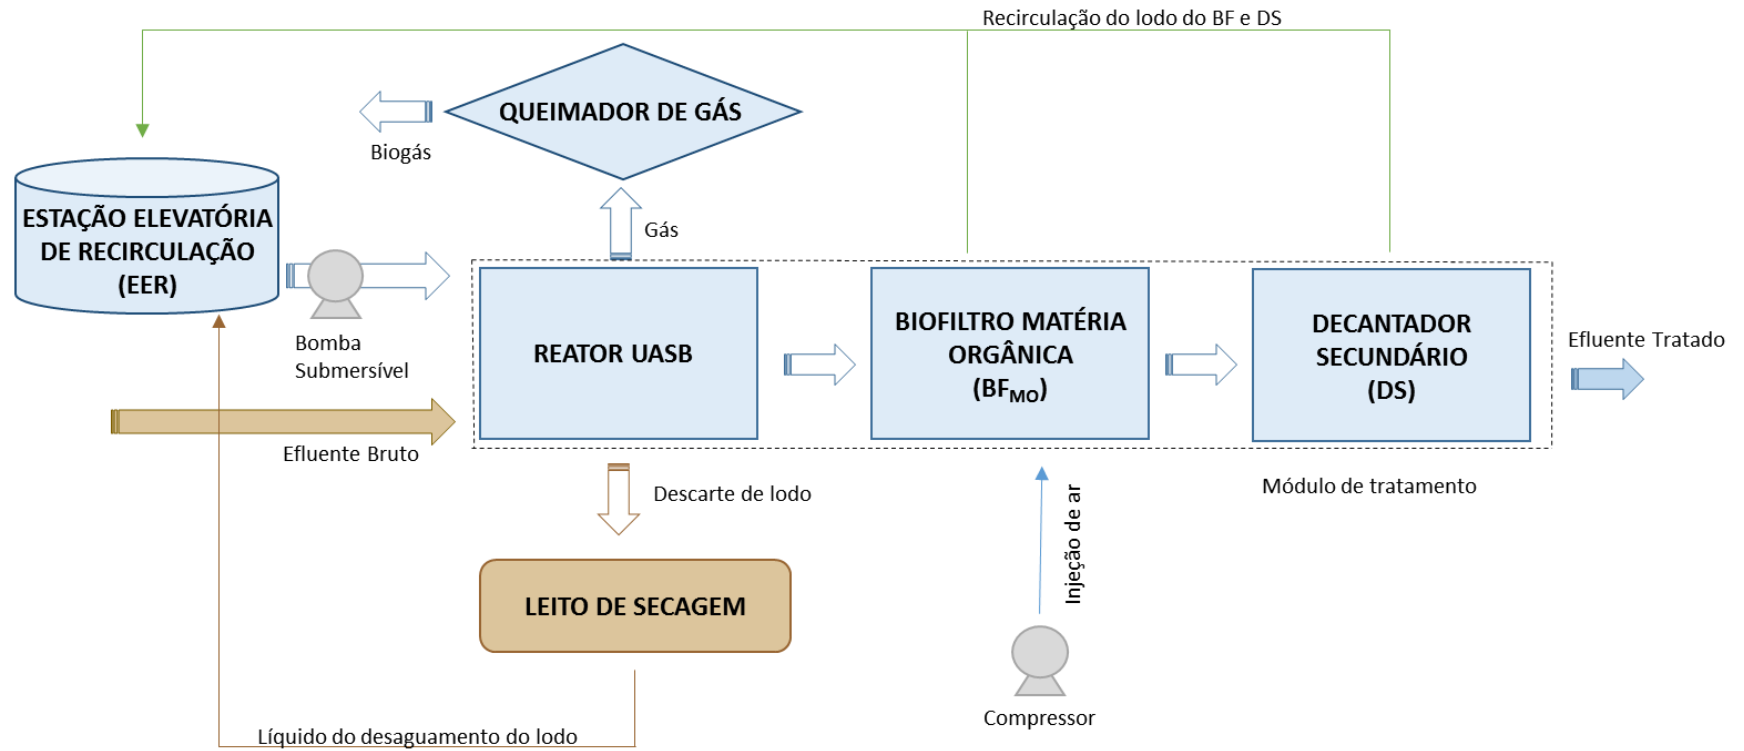 Recirculação do lodo do BF e DS
QUEIMADOR DE GÁS
Biogás
ESTAÇÃO ELEVATÓRIA
DE RECIRCULAÇÃO
(EER)
Gás
Bomba
Submersível
REATOR UASB
BIOFILTRO MATÉRIA
ORGÂNICA
(BFMO)
DECANTADOR
SECUNDÁRIO
(DS)
Efluente Tratado
Efluente Bruto
Descarte de lodo
Módulo de tratamento
Injeção de ar
LEITO DE SECAGEM
Compressor
Líquido do desaguamento do lodo